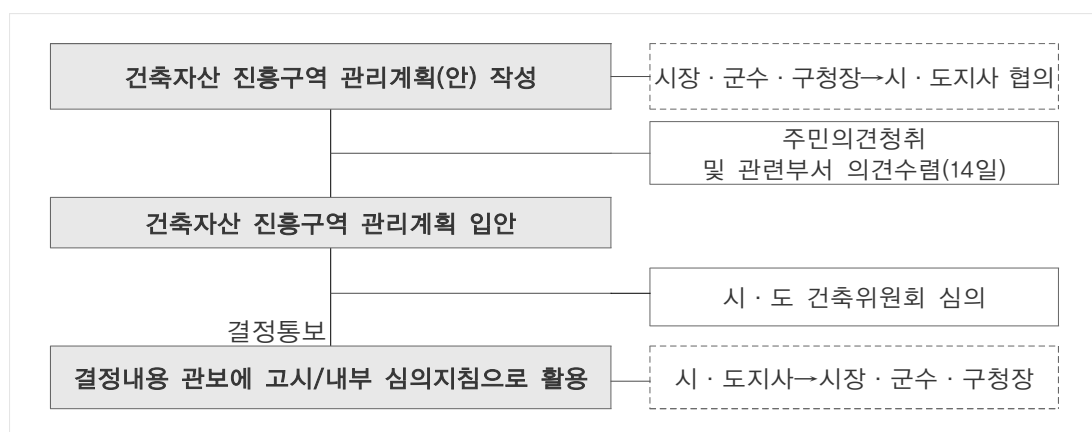 건축자산 진흥구역 관리계획(안) 작성
시장 · 군수 · 구청장→시 · 도지사 협의
주민의견청취
및 관련부서 의견수렴(14일)
건축자산 진흥구역 관리계획 입안
시 · 도 건축위원회 심의
결정통보
결정내용 관보에 고시/내부 심의지침으로 활용
시 · 도지사→시장 · 군수 · 구청장